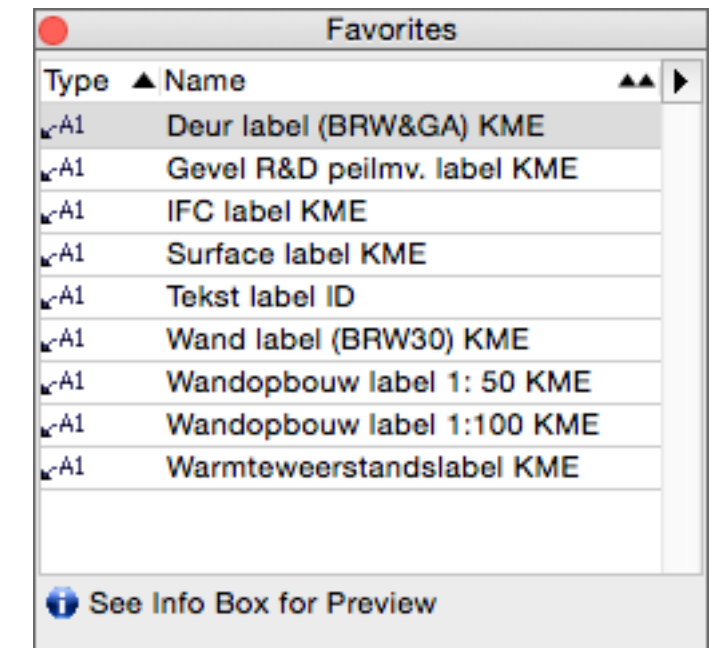 Favorites
Type Name
A1 Deur label (BRW&GA) KME
A1 Gevel R&D peilmv. label KME
A1 IFC label KME
A1 Surface label KME
A1 Tekst label ID
A1 Wand label (BRW30) KME
A1 Wandopbouw label 1: 50 KME
A1 Wandopbouw label 1:100 KME
A1 Warmteweerstandslabel KME
See Info Box for Preview